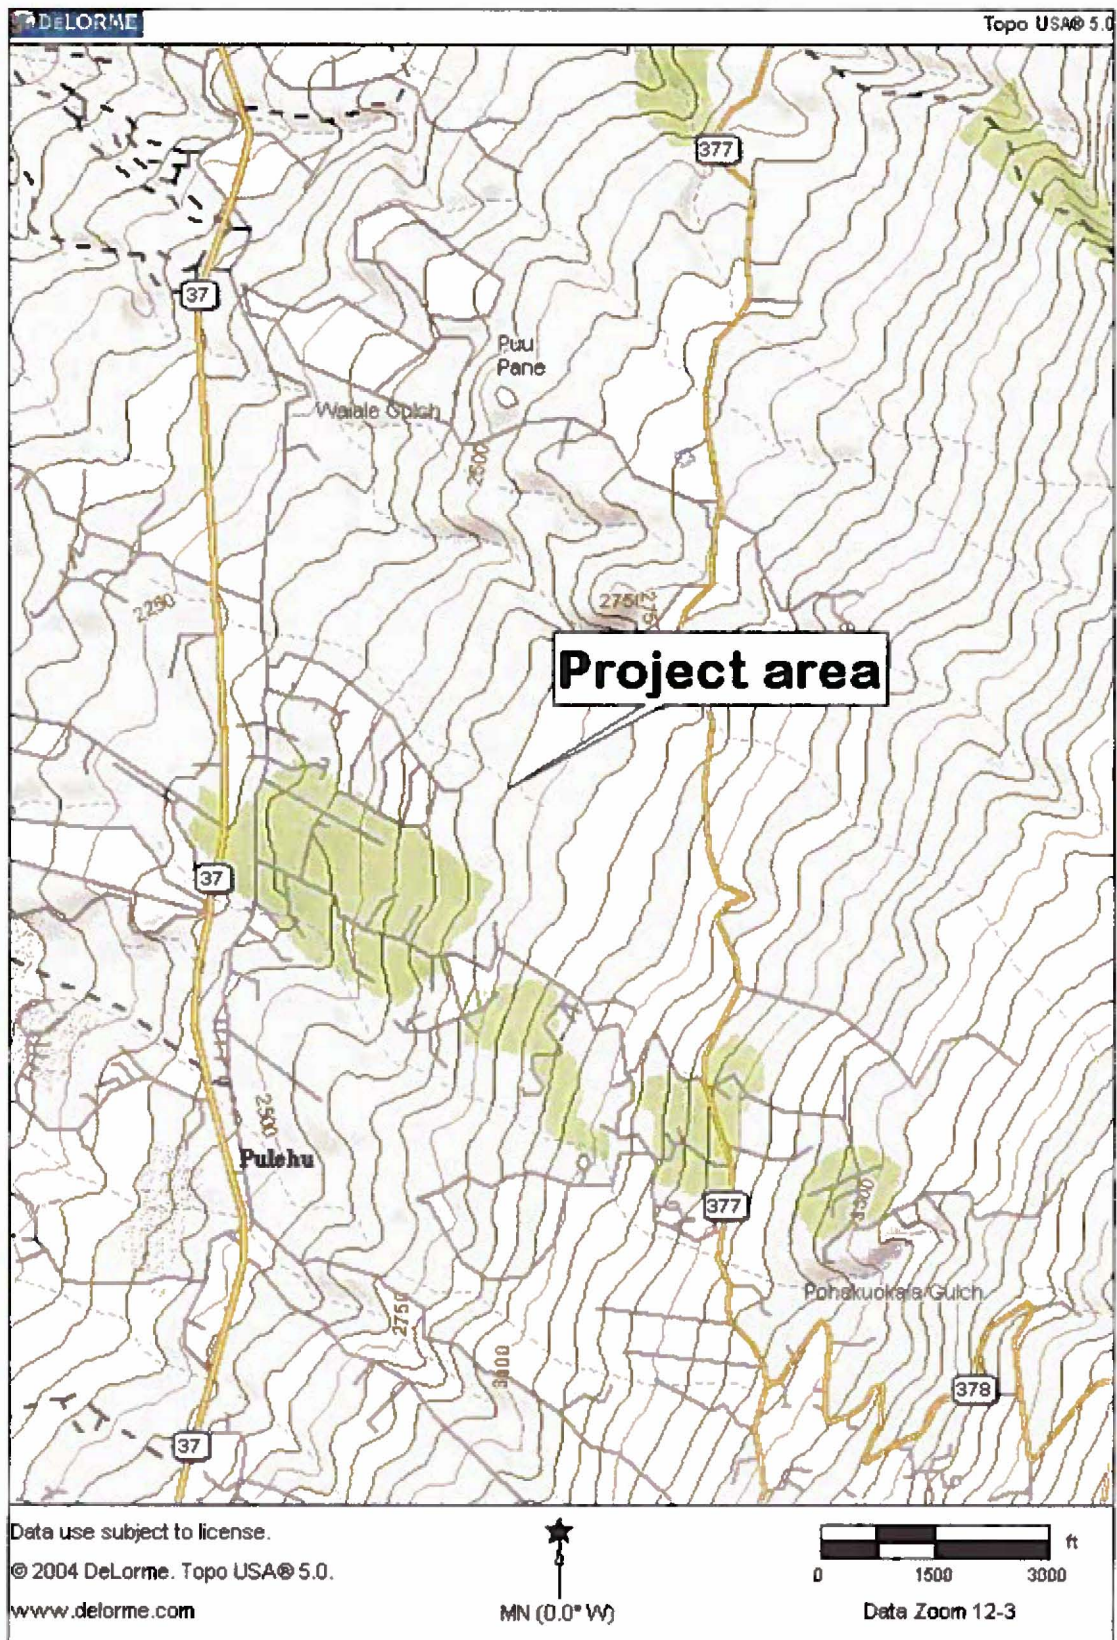 DELORME
Topo USA® 5.0
377
37
Puu
Pane
Waiale Gulch
2500
2750
2250
Project area
37
2500
Pulehu
377
3500
Pohakuokala Gulch
2750
3000
378
37
Data use subject to license.
© 2004 DeLorme. Topo USA® 5.0.
www.delorme.com
MN (0.0° W)
ft
0 1500 3000
Data Zoom 12-3